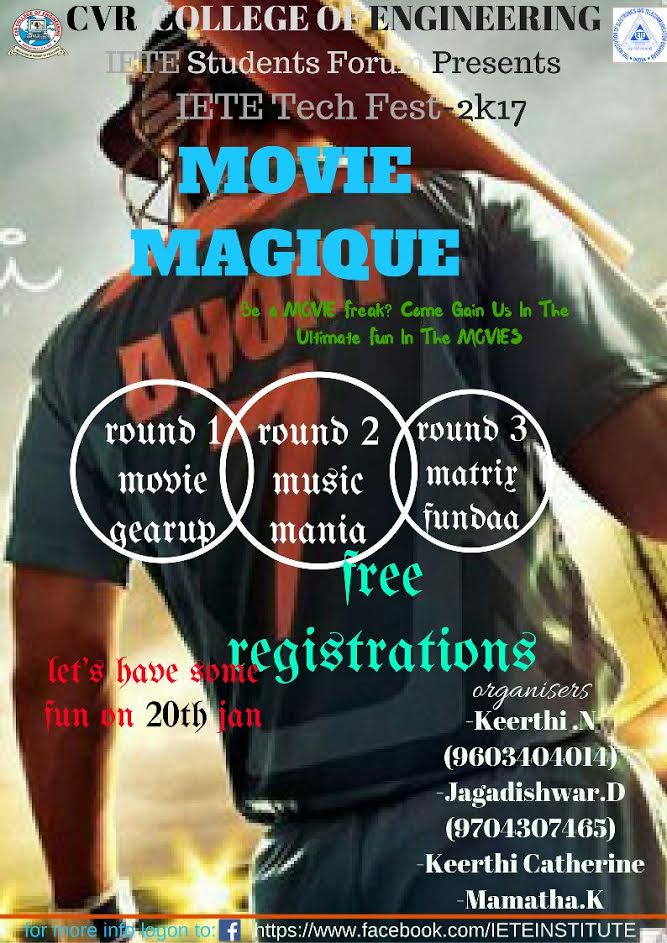 CVR COLLEGE OF ENGINEERING
IETE Students Forum Presents
IETE Tech Fest -2k17
MOVIE
MAGIQUE
Be a MOVIE freak? Come Gain Us In The
Ultimate fun In The MOVIES
DHONI
7
round 1
movie
gearup
round 2
music
mania
round 3
matrix
fundaa
free
registrations
let's have some
fun on 20th jan
organisers
-Keerthi .N
(9603404014)
-Jagadishwar.D
(9704307465)
-Keerthi Catherine
-Mamatha.K
for more info logon to: https://www.facebook.com/IETEINSTITUTE